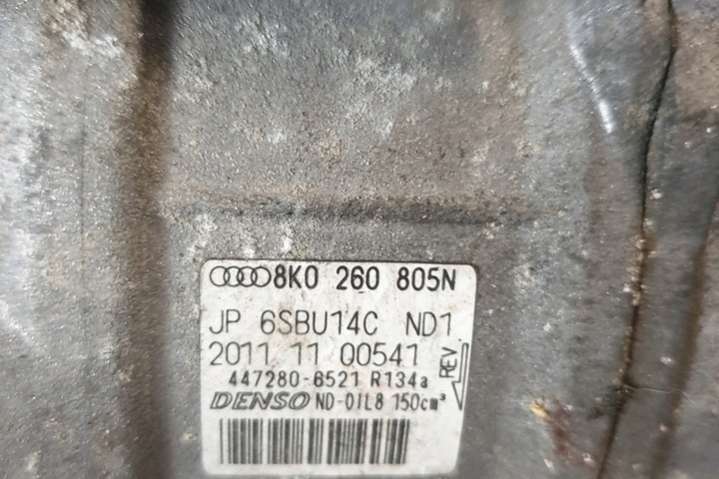 8K0 260 805N
JP 6SBU14C ND1
2011 11 00541
REV.
447280-6521 R134a
DENSO ND-OIL8 150cm³